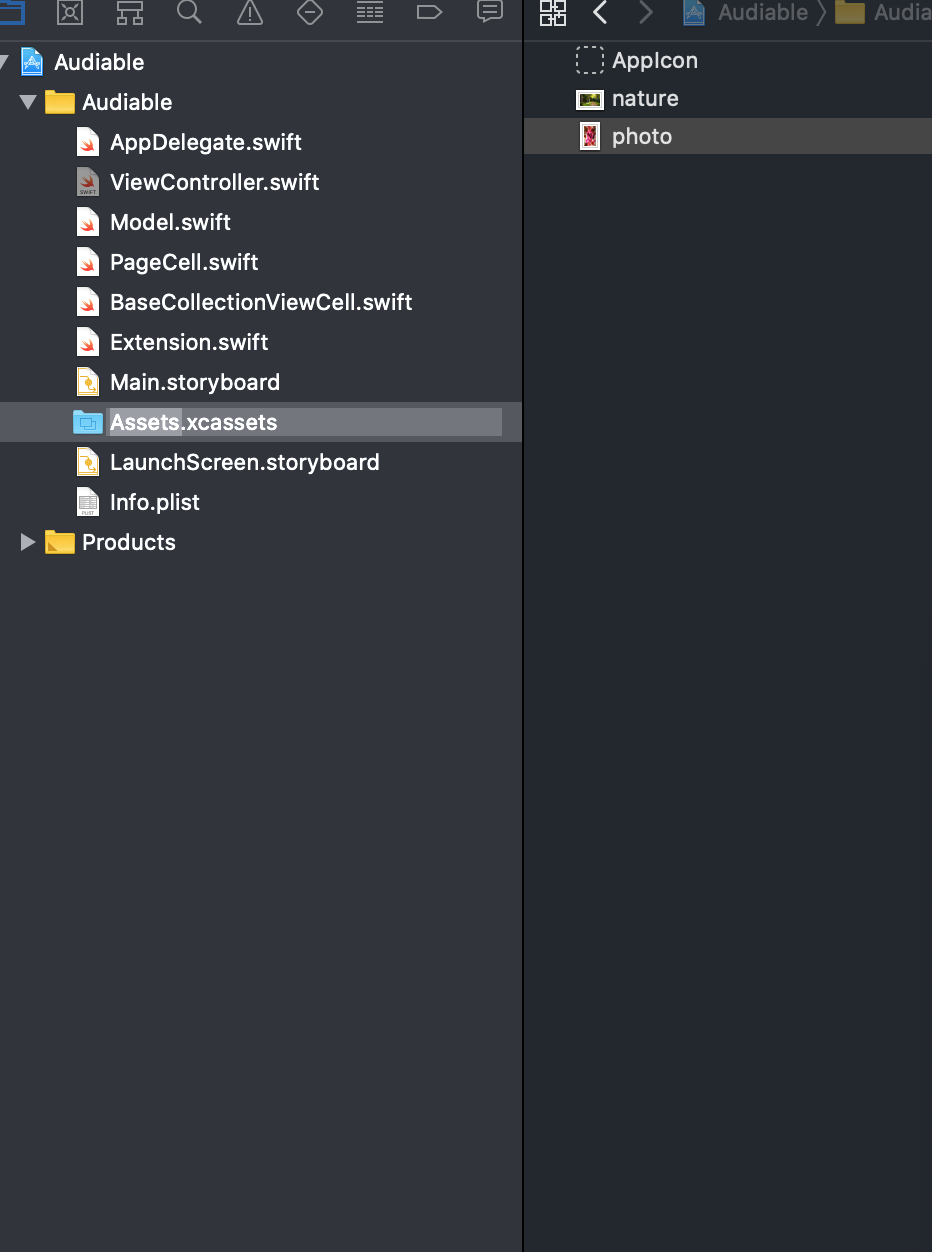 Audiable
Audiable
AppDelegate.swift
ViewController.swift
Model.swift
PageCell.swift
BaseCollectionViewCell.swift
Extension.swift
Main.storyboard
Assets.xcassets
LaunchScreen.storyboard
Info.plist
Products
Audiable Audia
AppIcon
nature
photo